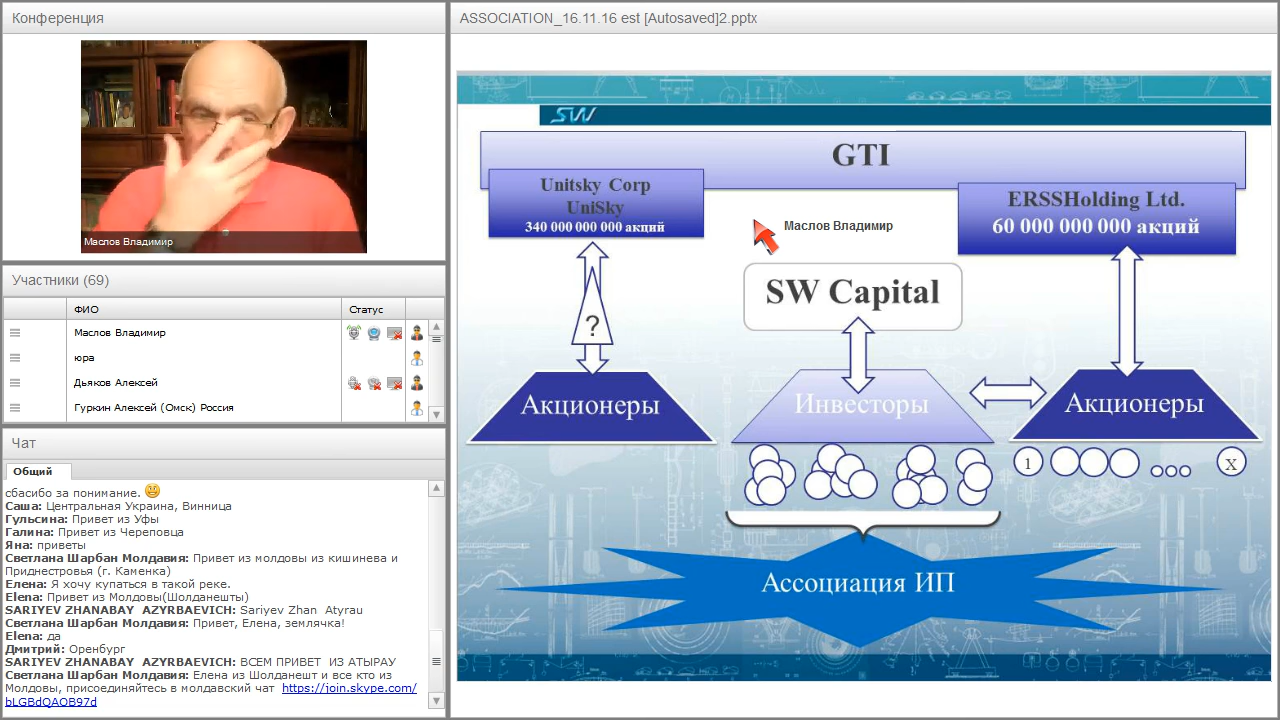 Конференция
Маслов Владимир
Участники (69)
ФИО
Статус
Маслов Владимир
юра
Дьяков Алексей
Гуркин Алексей (Омск) Россия
Чат
Общий
сбасибо за понимание.
Саша: Центральная Украина, Винница
Гульсина: Привет из Уфы
Галина: Привет из Череповца
Яна: приветы
Светлана Шарбан Молдавия: Привет из молдовы из кишинева и
Приднестровья (г. Каменка)
Елена: Я хочу купаться в такой реке.
Elena: Привет из Молдовы(Шолданешты)
SARIYEV ZHANABAY AZYRBAEVICH: Sariyev Zhan Atyrau
Светлана Шарбан Молдавия: Привет, Елена, землячка!
Elena: да
Дмитрий: Оренбург
SARIYEV ZHANABAY AZYRBAEVICH: ВСЕМ ПРИВЕТ ИЗ АТЫРАУ
Светлана Шарбан Молдавия: Елена из Шолданешт и все кто из
Молдовы, присоединяйтесь в молдавский чат https://join.skype.com/
bLGBdQAOB97d
ASSOCIATION_16.11.16 est [Autosaved]2.pptx
SW
GTI
Unitsky Corp
UniSky
340 000 000 000 акций
ERSSHolding Ltd.
60 000 000 000 акций
Маслов Владимир
SW Capital
?
Акционеры
Инвесторы
Акционеры
1
X
Ассоциация ИП